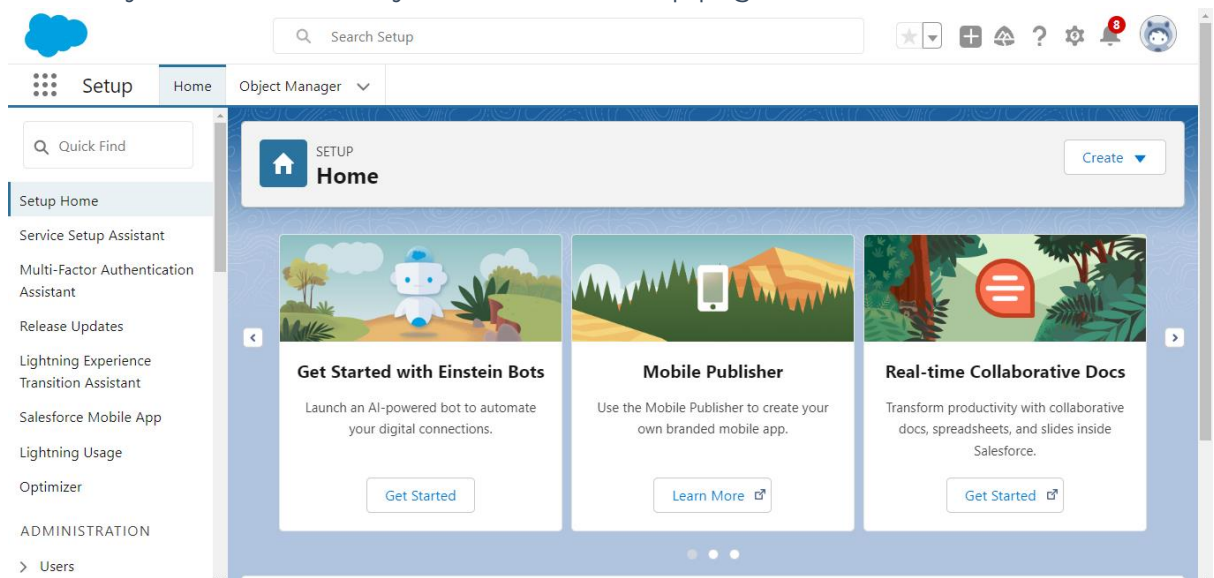 Search Setup
8
Setup
Home
Object Manager
Quick Find
Setup Home
Service Setup Assistant
Multi-Factor Authentication
Assistant
Release Updates
Lightning Experience
Transition Assistant
Salesforce Mobile App
Lightning Usage
Optimizer
ADMINISTRATION
Users
SETUP
Home
Create
Get Started with Einstein Bots
Launch an AI-powered bot to automate
your digital connections.
Get Started
Mobile Publisher
Use the Mobile Publisher to create your
own branded mobile app.
Learn More
Real-time Collaborative Docs
Transform productivity with collaborative
docs, spreadsheets, and slides inside
Salesforce.
Get Started